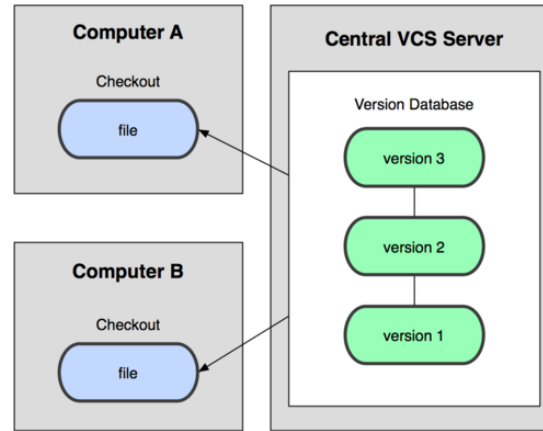 Computer A
Checkout
file
Computer B
Checkout
file
Central VCS Server
Version Database
version 3
version 2
version 1